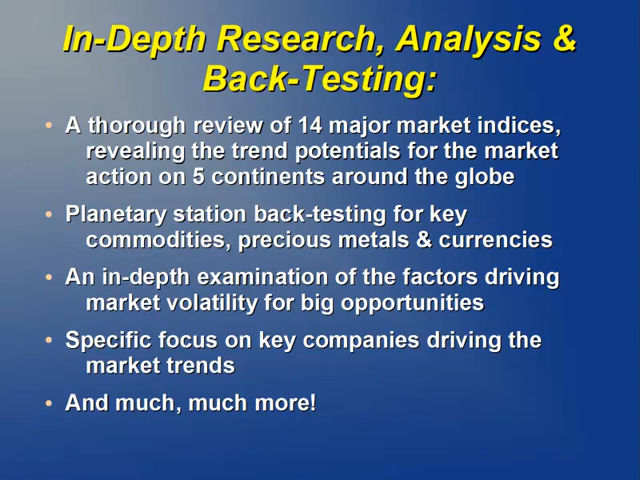 In-Depth Research, Analysis &
Back-Testing:
• A thorough review of 14 major market indices,
revealing the trend potentials for the market
action on 5 continents around the globe
• Planetary station back-testing for key
commodities, precious metals & currencies
• An in-depth examination of the factors driving
market volatility for big opportunities
• Specific focus on key companies driving the
market trends
• And much, much more!